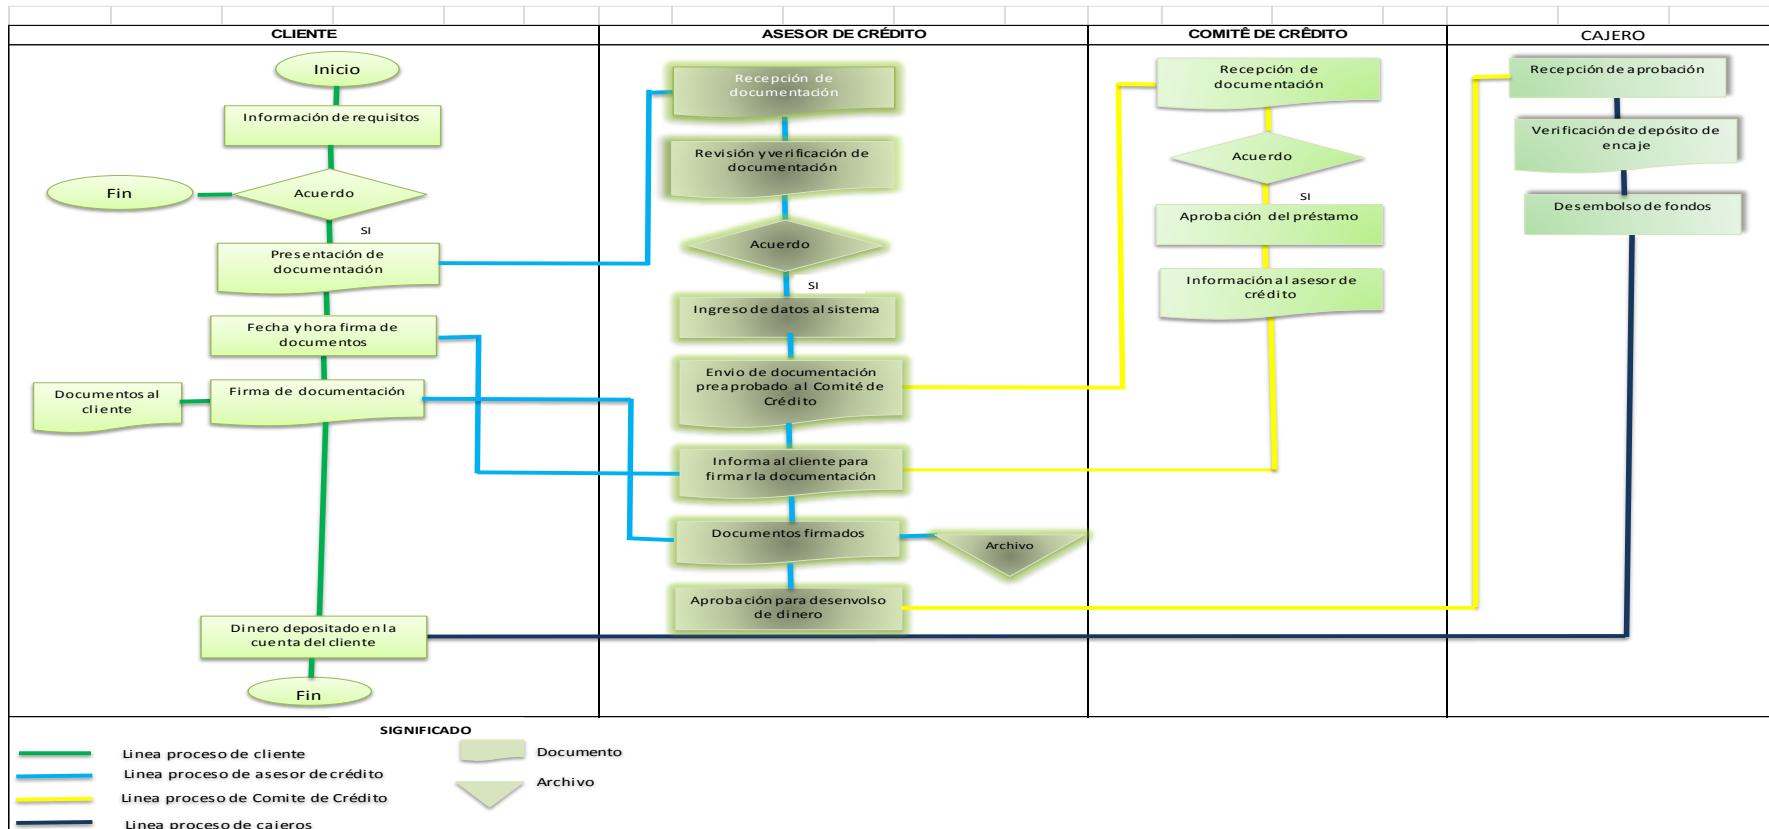 CLIENTE
Inicio
Información de requisitos
Acuerdo
Fin
SI
Presentación de
documentación
Fecha y hora firma de
documentos
Firma de documentación
Documentos al
cliente
Dinero depositado en la
cuenta del cliente
Fin
ASESOR DE CRÉDITO
Recepción de
documentación
Revisión y verificación de
documentación
Acuerdo
SI
Ingreso de datos al sistema
Envio de documentación
preaprobado al Comité de
Crédito
Informa al cliente para
firmar la documentación
Documentos firmados
Archivo
Aprobación para desenvolso
de dinero
COMITÊ DE CRÊDITO
Recepción de
documentación
Acuerdo
SI
Aprobación del préstamo
Información al asesor de
crédito
CAJERO
Recepción de aprobación
Verificación de depósito de
encaje
Desembolso de fondos
SIGNIFICADO
Linea proceso de cliente
Linea proceso de asesor de crédito
Linea proceso de Comite de Crédito
Linea proceso de cajeros
Documento
Archivo